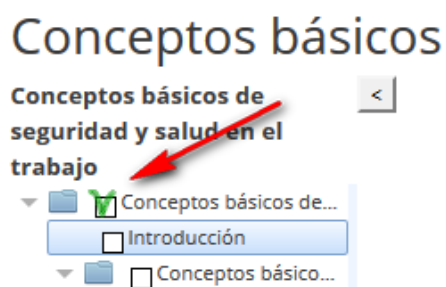 Conceptos básicos
Conceptos básicos de
seguridad y salud en el
trabajo
<
Conceptos básicos de...
Introducción
Conceptos básico...